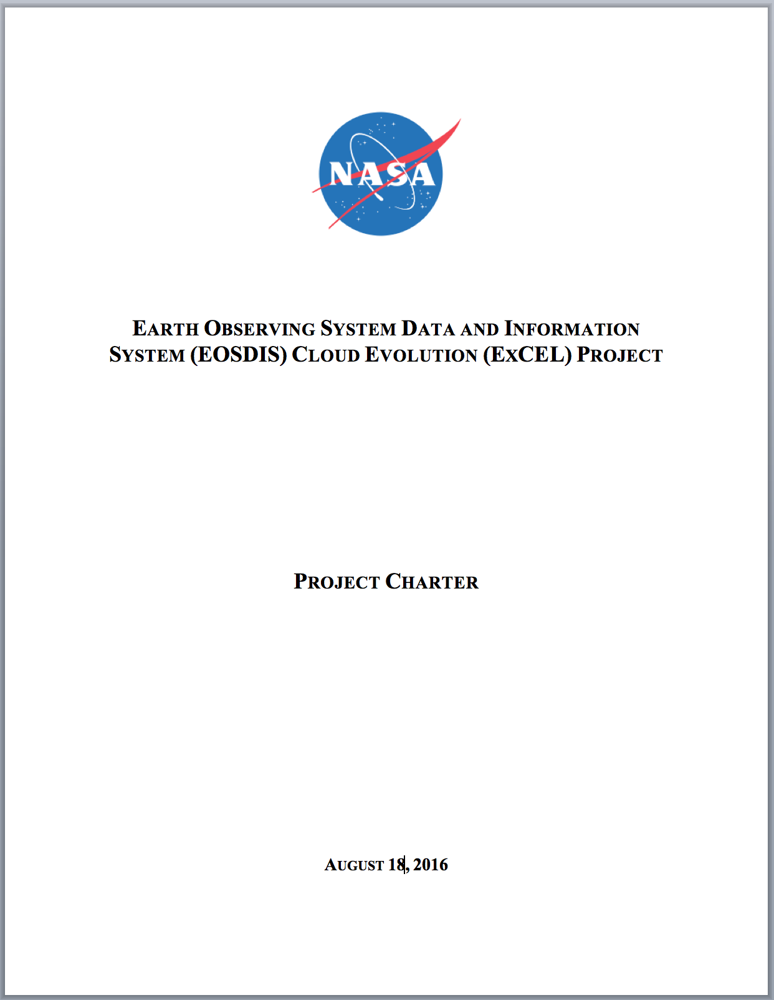 NASA
EARTH OBSERVING SYSTEM DATA AND INFORMATION
SYSTEM (EOSDIS) CLOUD EVOLUTION (EXCEL) PROJECT
PROJECT CHARTER
AUGUST 18, 2016